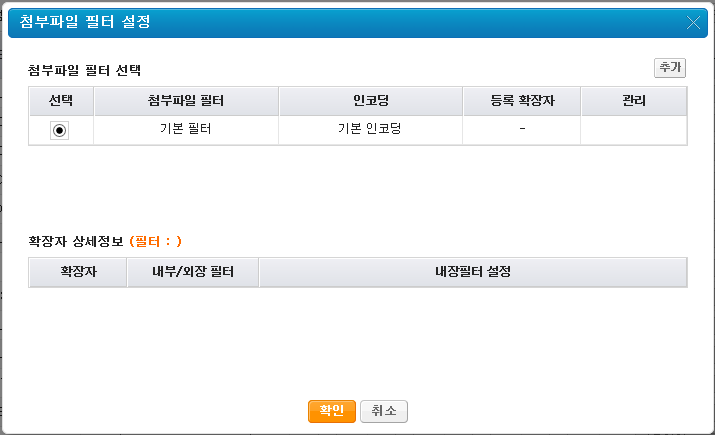 첨부파일 필터 설정
첨부파일 필터 선택 추가
선택 첨부파일 필터 인코딩 등록 확장자 관리
기본 필터 기본 인코딩 -
확장자 상세정보 (필터 : )
확장자 내부/외장 필터 내장필터 설정
확인 취소